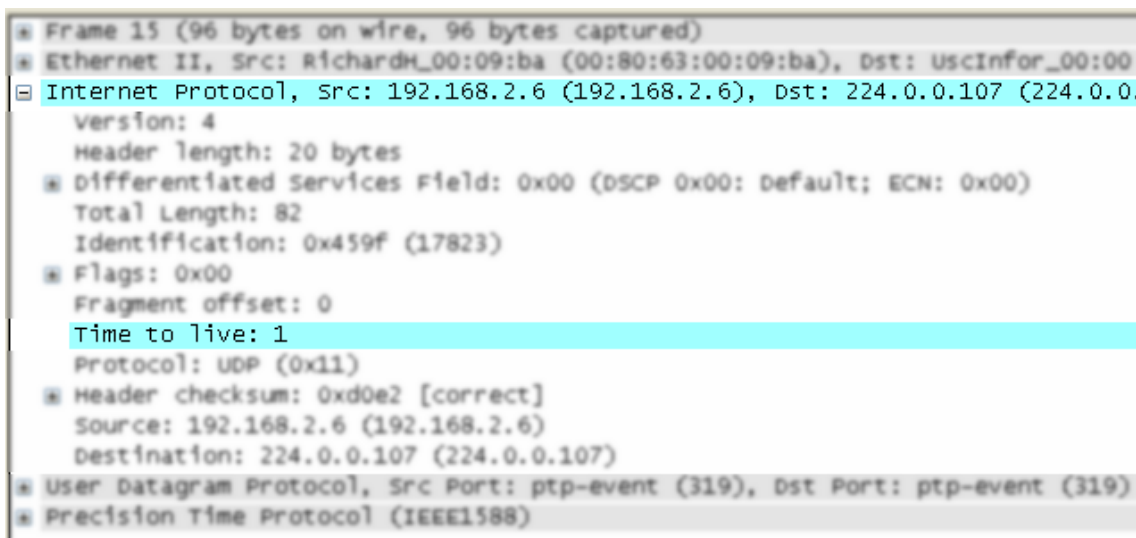 Frame 15 (96 bytes on wire, 96 bytes captured)
Ethernet II, Src: RichardH_00:09:ba (00:80:63:00:09:ba), Dst: UscInfor_00:00
Internet Protocol, Src: 192.168.2.6 (192.168.2.6), Dst: 224.0.0.107 (224.0.0.
Version: 4
Header length: 20 bytes
Differentiated Services Field: 0x00 (DSCP 0x00: Default; ECN: 0x00)
Total Length: 82
Identification: 0x459f (17823)
Flags: 0x00
Fragment offset: 0
Time to live: 1
Protocol: UDP (0x11)
Header checksum: 0xd0e2 [correct]
Source: 192.168.2.6 (192.168.2.6)
Destination: 224.0.0.107 (224.0.0.107)
User Datagram Protocol, Src Port: ptp-event (319), Dst Port: ptp-event (319)
Precision Time Protocol (IEEE1588)